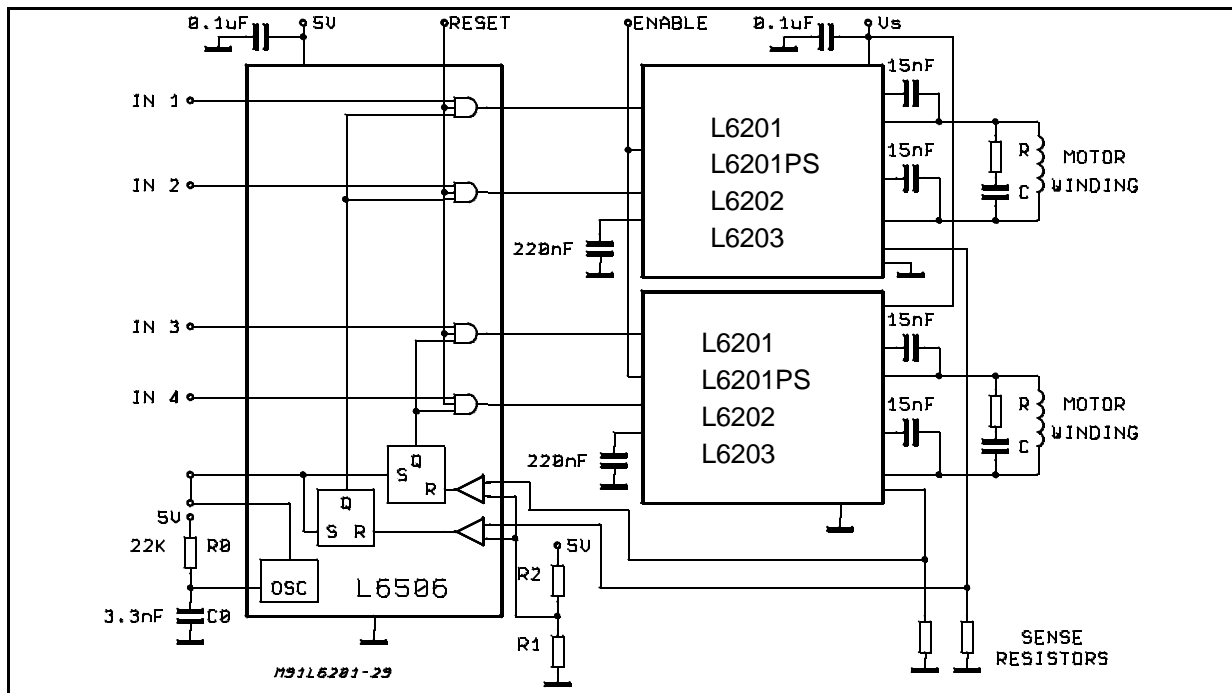 0.1uF
5V
RESET
ENABLE
0.1uF
Vs
15nF
IN 1
L6201
L6201PS
L6202
L6203
R
C
MOTOR
WINDING
15nF
IN 2
220nF
IN 3
15nF
L6201
L6201PS
L6202
L6203
R
C
MOTOR
WINDING
IN 4
15nF
220nF
Q
S
R
Q
S
R
5V
22K
R0
OSC
L6506
5V
R2
3.3nF
C0
R1
SENSE
RESISTORS
M91L6201-29